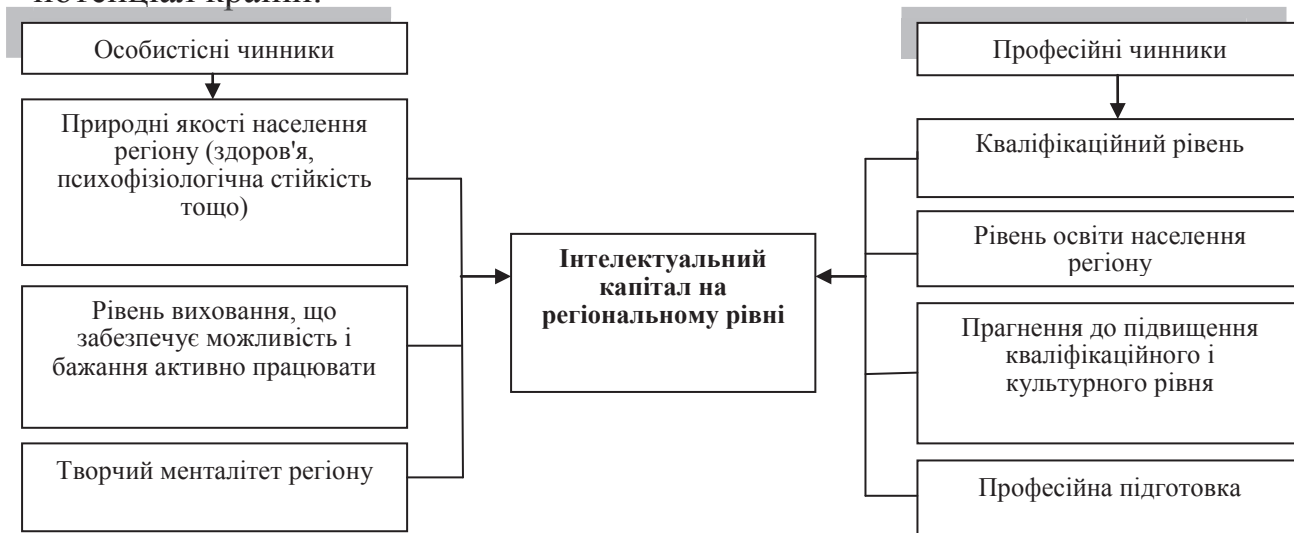 потенціал країни.
Особистісні чинники
Природні якості населення
регіону (здоров'я,
психофізіологічна стійкість
тощо)
Рівень виховання, що
забезпечує можливість і
бажання активно працювати
Творчий менталітет регіону
Інтелектуальний
капітал на
регіональному рівні
Професійні чинники
Кваліфікаційний рівень
Рівень освіти населення
регіону
Прагнення до підвищення
кваліфікаційного і
культурного рівня
Професійна підготовка